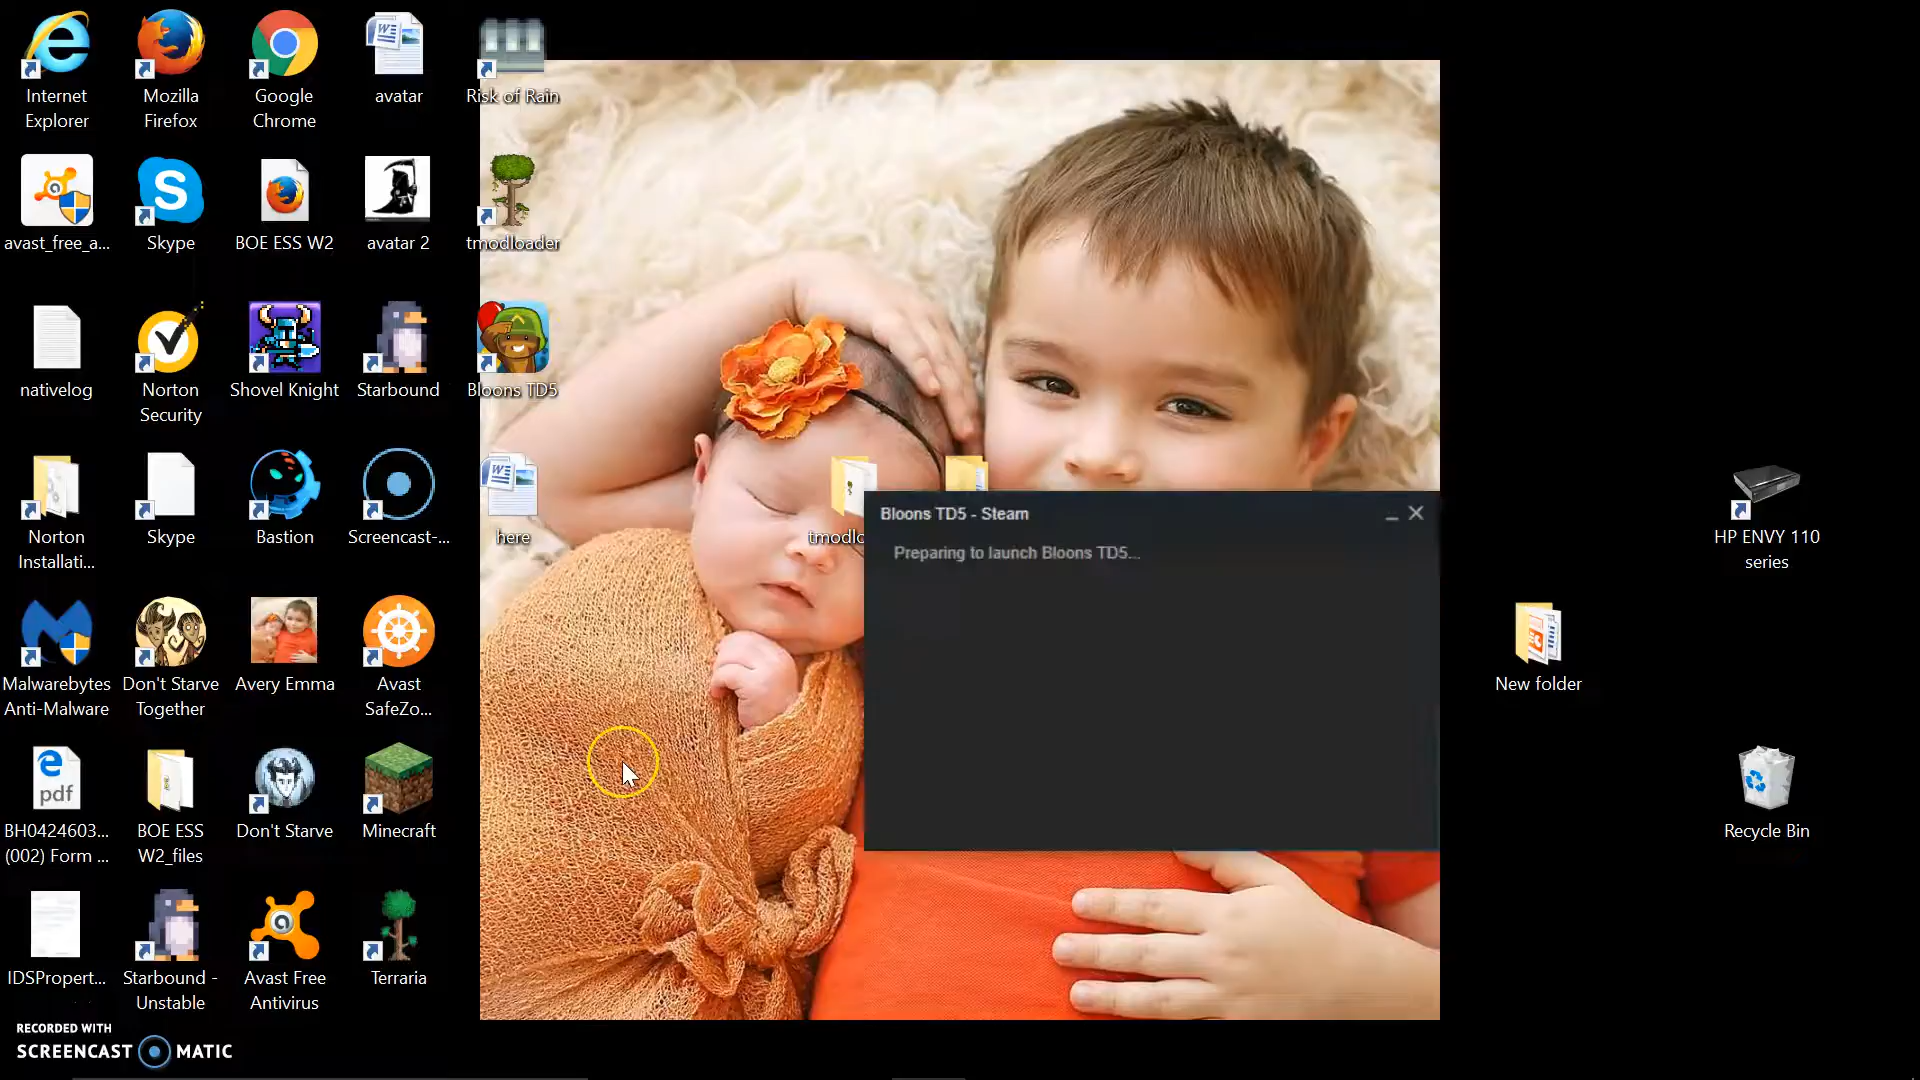 Internet
Explorer
Mozilla
Firefox
Google
Chrome
avatar
Risk of Rain
avast_free_a...
Skype
BOE ESS W2
avatar 2
tmodloader
nativelog
Norton
Security
Shovel Knight
Starbound
Bloons TD5
Norton
Installati...
Skype
Bastion
Screencast-...
here
tmodlo
Bloons TD5 - Steam
Preparing to launch Bloons TD5...
HP ENVY 110
series
Malwarebytes
Anti-Malware
Don't Starve
Together
Avery Emma
Avast
SafeZo...
New folder
pdf
BH0424603...
(002) Form ...
BOE ESS
W2_files
Don't Starve
Minecraft
Recycle Bin
IDSPropert...
Starbound -
Unstable
Avast Free
Antivirus
Terraria
RECORDED WITH
SCREENCAST MATIC